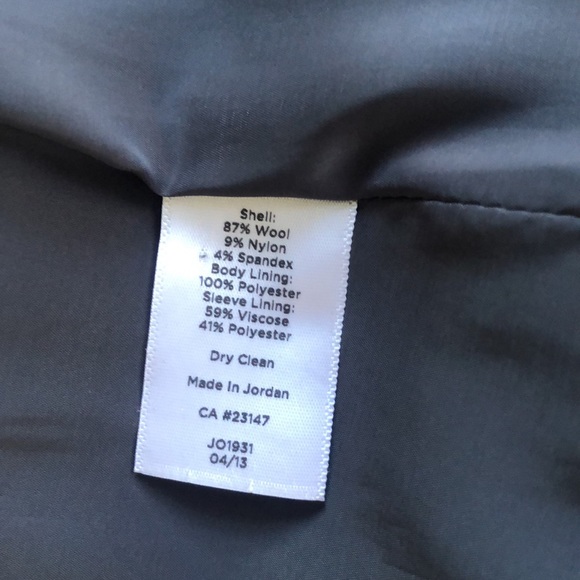 Shell:
87% Wool
9% Nylon
4% Spandex
Body Lining:
100% Polyester
Sleeve Lining:
59% Viscose
41% Polyester
Dry Clean
Made In Jordan
CA #23147
JO1931
04/13